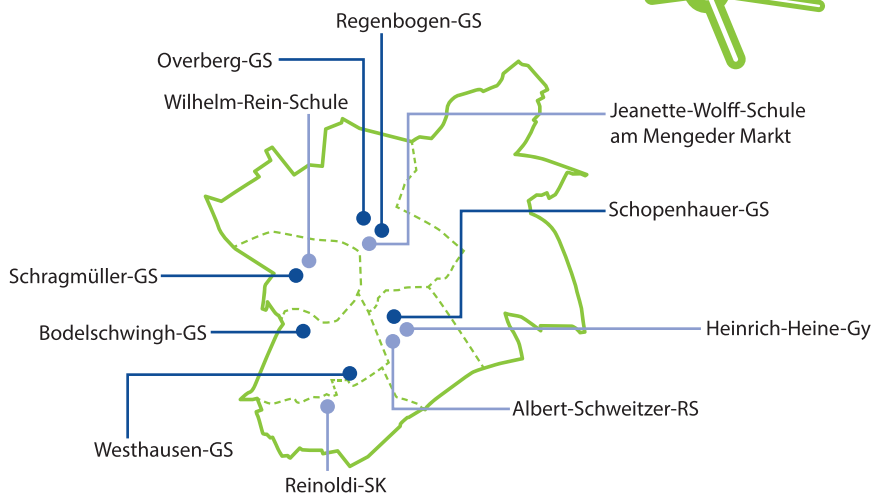 Regenbogen-GS
Overberg-GS
Wilhelm-Rein-Schule
Jeanette-Wolff-Schule
am Mengeder Markt
Schopenhauer-GS
Schragmüller-GS
Bodelschwingh-GS
Heinrich-Heine-Gy
Albert-Schweitzer-RS
Westhausen-GS
Reinoldi-SK